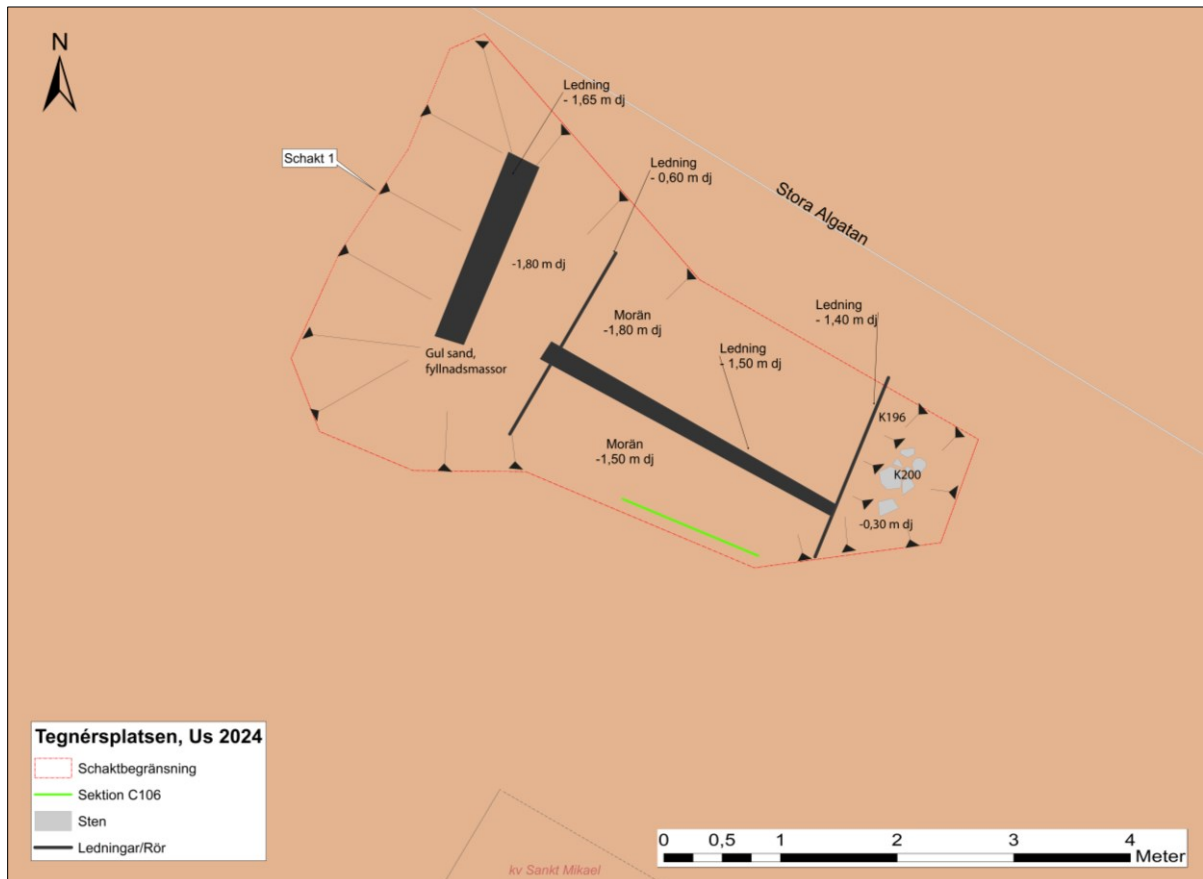 N
Ledning
- 1,65 m dj
Schakt 1
Ledning
- 0,60 m dj
Stora Algatan
-1,80 m dj
Morän
-1,80 m dj
Ledning
- 1,40 m dj
Ledning
- 1,50 m dj
Gul sand,
fyllnadsmassor
K196
Morän
-1,50 m dj
K200
-0,30 m dj
Tegnérsplatsen, Us 2024
Schaktbegränsning
Sektion C106
Sten
Ledningar/Rör
kv Sankt Mikael
0 0,5 1 2 3 4
Meter